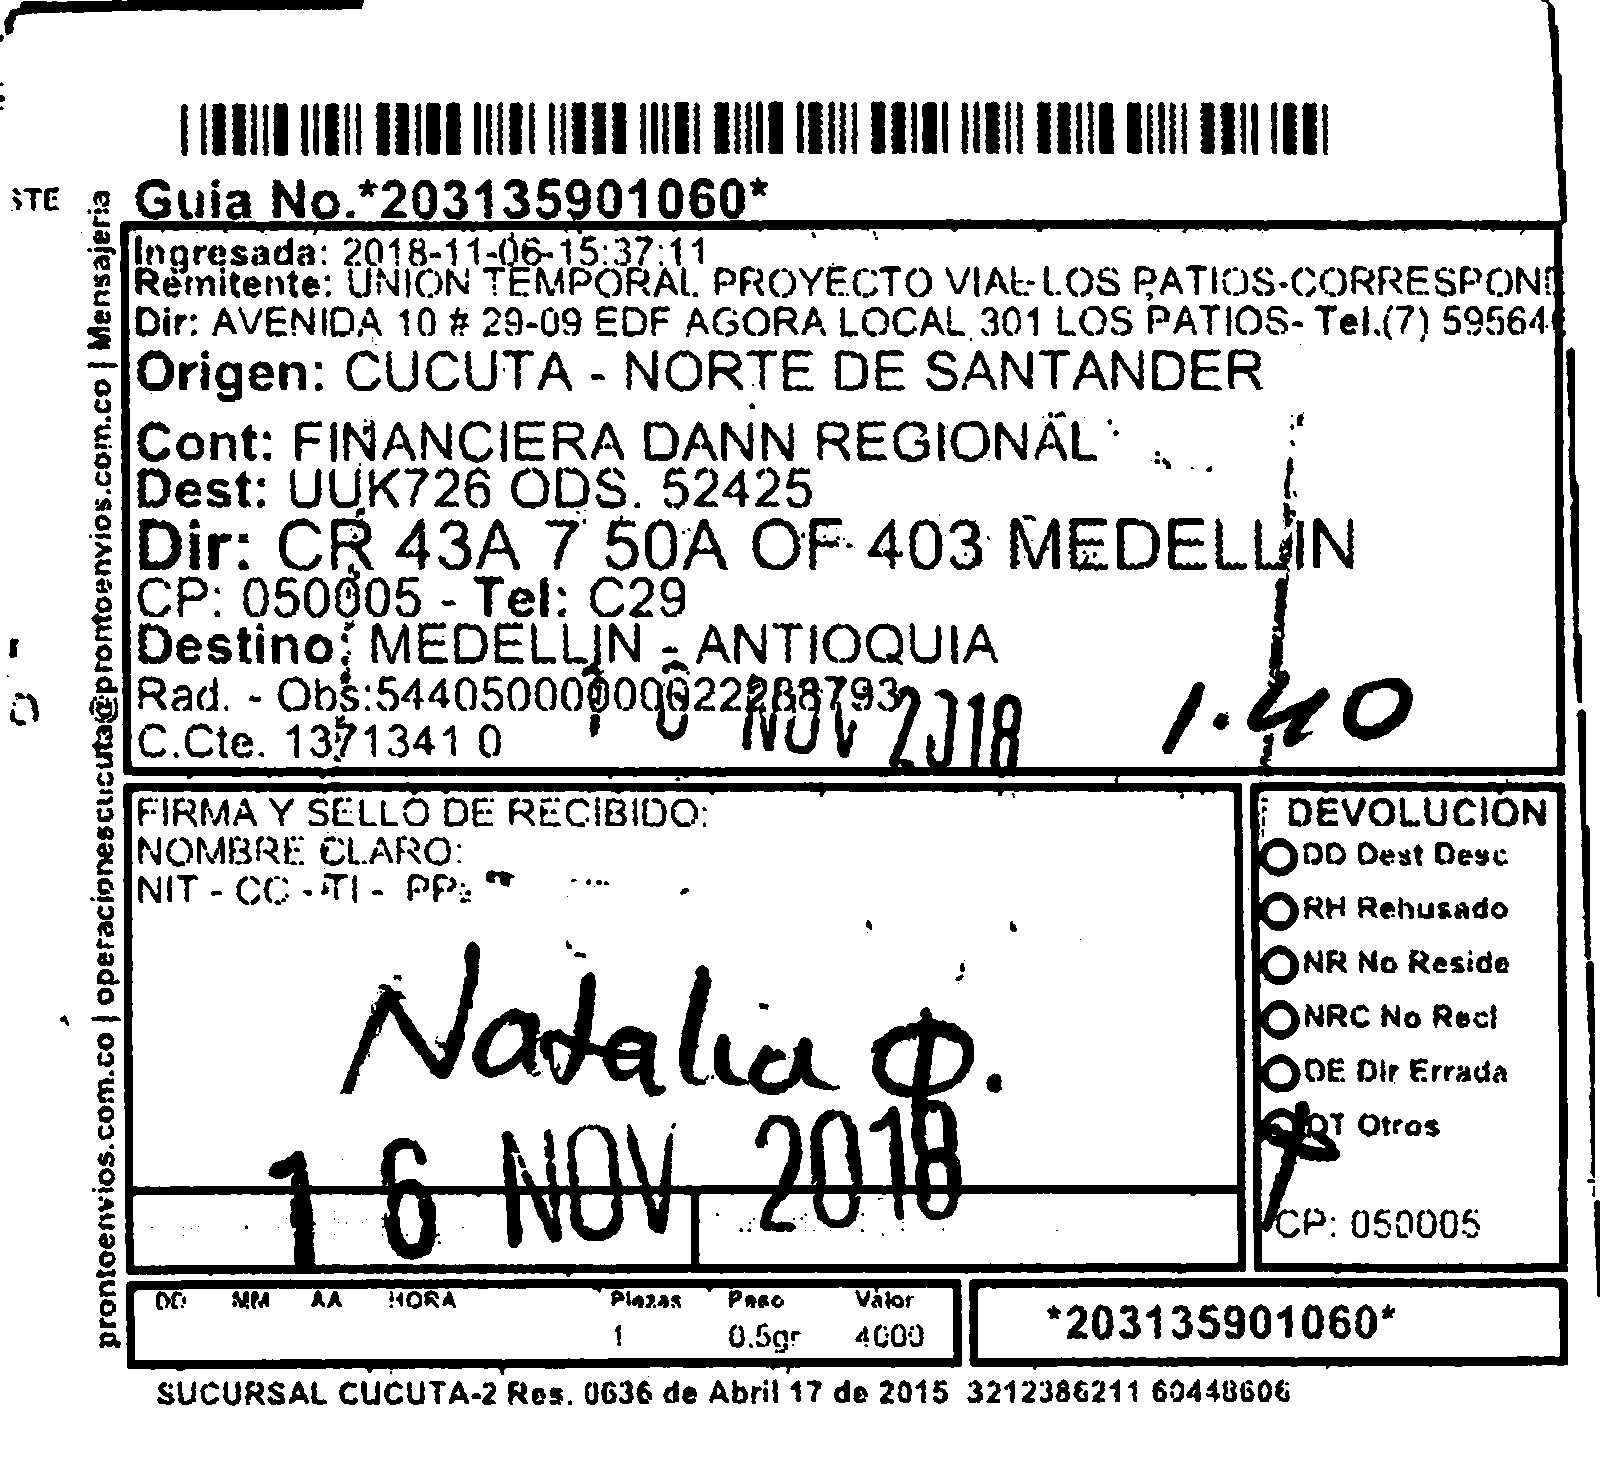 Guia No.*203135901060*
Ingresada: 2018-11-06-15:37:11
Remitente: UNION TEMPORAL PROYECTO VIAL LOS PATIOS-CORRESPOND
Dir: AVENIDA 10 # 29-09 EDF AGORA LOCAL 301 LOS PATIOS- Tel.(7) 59564
Origen: CUCUTA - NORTE DE SANTANDER
Cont: FINANCIERA DANN REGIONAL
Dest: UUK726 ODS. 52425
Dir: CR 43A 7 50A OF 403 MEDELLIN
CP: 050005 - Tel: C29
Destino: MEDELLIN - ANTIOQUIA
Rad. - Obs:
NOV 2018
1.40
C.Cte. 1371341 0
FIRMA Y SELLO DE RECIBIDO:
NOMBRE CLARO:
NIT - CC - TI - PP:
Natalia O.
16 NOV 2018
DEVOLUCION
DD Dest Desc
RH Rehusado
NR No Reside
NRC No Recl
DE Dir Errada
OT Otros
CP: 050005
DD MM AA HORA Piezas Peso Valor
1 0.5gr 4000
*203135901060*
SUCURSAL CUCUTA-2 Res. 0636 de Abril 17 de 2015 3212386211 60448606
prontoenvios.com.co | operacionescucuta@prontoenvios.com.co | Mensajeria
STE